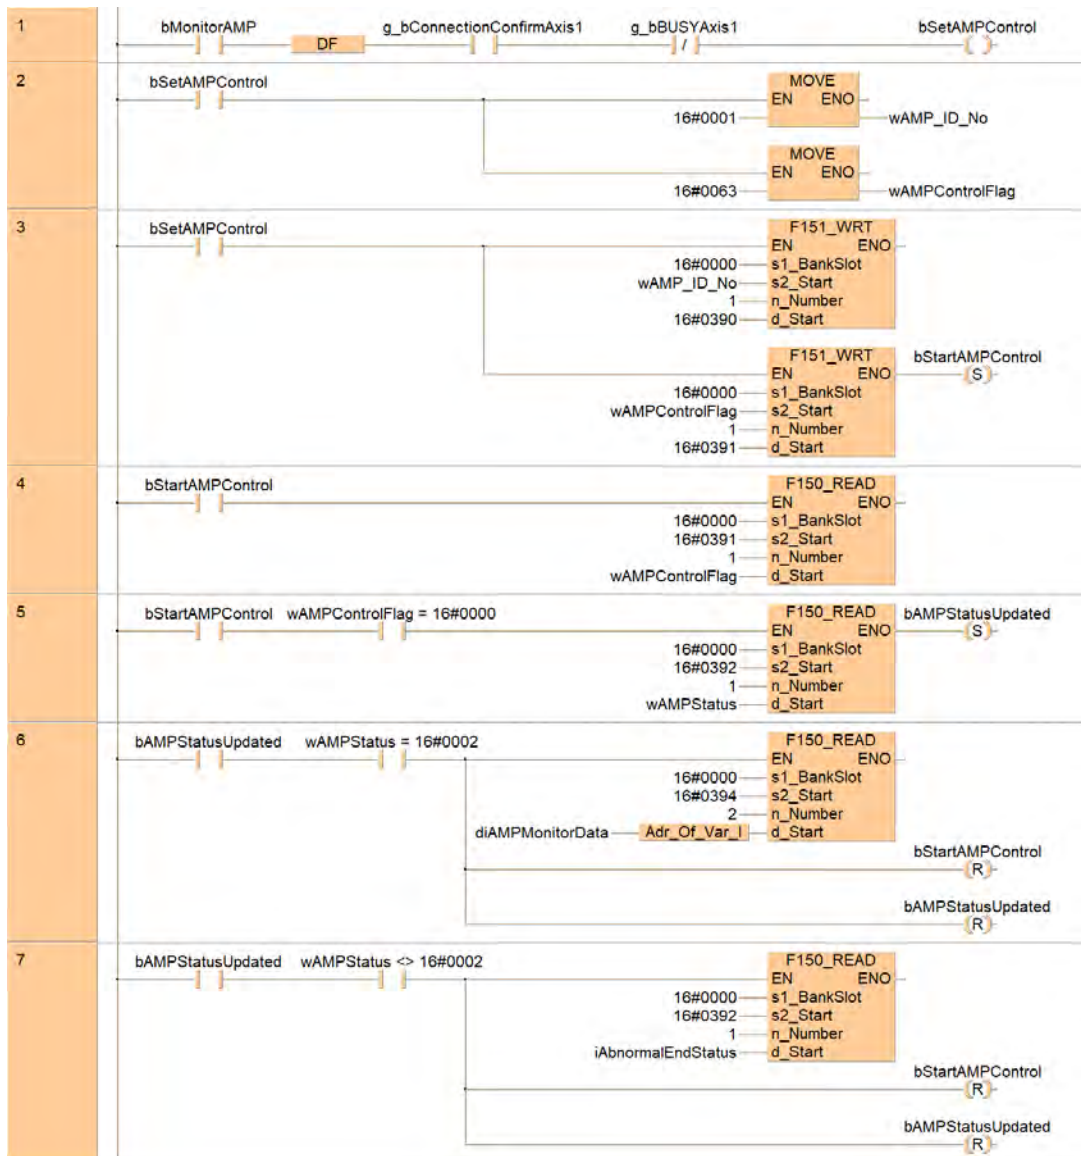 1
bMonitorAMP DF g_bConnectionConfirmAxis1 g_bBUSYAxis1 bSetAMPControl
/ ( )
2
bSetAMPControl MOVE
EN ENO
16#0001 wAMP_ID_No
MOVE
EN ENO
16#0063 wAMPControlFlag
3
bSetAMPControl F151_WRT
EN ENO
16#0000 s1_BankSlot
wAMP_ID_No s2_Start
1 n_Number
16#0390 d_Start
F151_WRT bStartAMPControl
EN ENO (S)
16#0000 s1_BankSlot
wAMPControlFlag s2_Start
1 n_Number
16#0391 d_Start
4
bStartAMPControl F150_READ
EN ENO
16#0000 s1_BankSlot
16#0391 s2_Start
1 n_Number
wAMPControlFlag d_Start
5
bStartAMPControl wAMPControlFlag = 16#0000 F150_READ bAMPStatusUpdated
EN ENO (S)
16#0000 s1_BankSlot
16#0392 s2_Start
1 n_Number
wAMPStatus d_Start
6
bAMPStatusUpdated wAMPStatus = 16#0002 F150_READ
EN ENO
16#0000 s1_BankSlot
16#0394 s2_Start
2 n_Number
diAMPMonitorData Adr_Of_Var_I d_Start
bStartAMPControl
(R)
bAMPStatusUpdated
(R)
7
bAMPStatusUpdated wAMPStatus <> 16#0002 F150_READ
EN ENO
16#0000 s1_BankSlot
16#0392 s2_Start
1 n_Number
iAbnormalEndStatus d_Start
bStartAMPControl
(R)
bAMPStatusUpdated
(R)